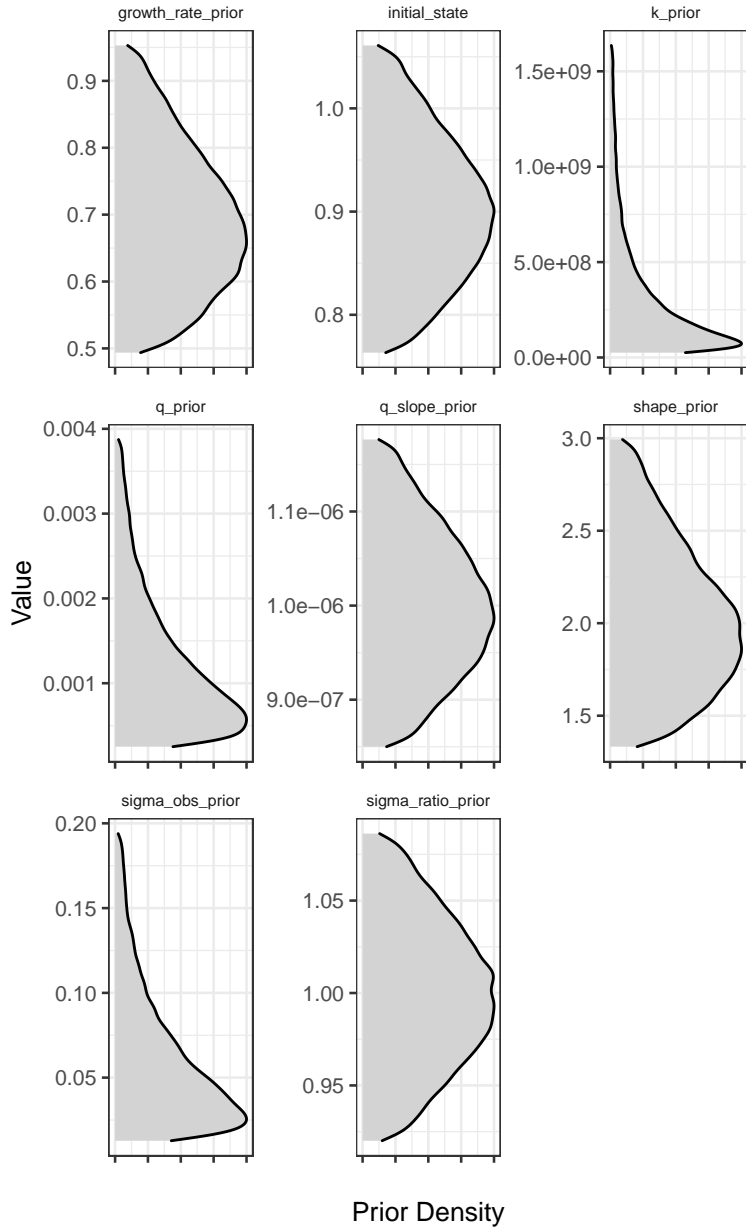 growth_rate_prior
initial_state
k_prior
0.9
0.8
0.7
0.6
0.5
1.0
0.9
0.8
1.5e+09
1.0e+09
5.0e+08
0.0e+00
q_prior
q_slope_prior
shape_prior
0.004
0.003
0.002
0.001
1.1e−06
1.0e−06
9.0e−07
3.0
2.5
2.0
1.5
Value
sigma_obs_prior
sigma_ratio_prior
0.20
0.15
0.10
0.05
1.05
1.00
0.95
Prior Density